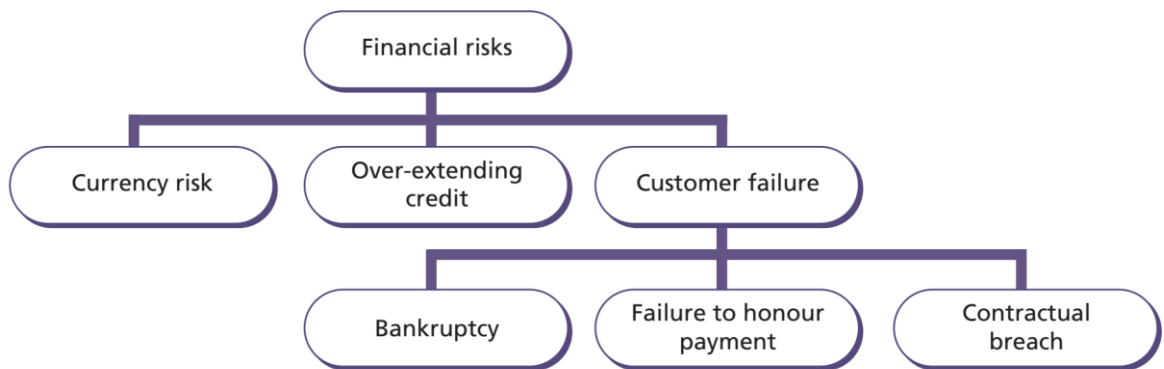 Financial risks
Currency risk
Over-extending
credit
Customer failure
Bankruptcy
Failure to honour
payment
Contractual
breach